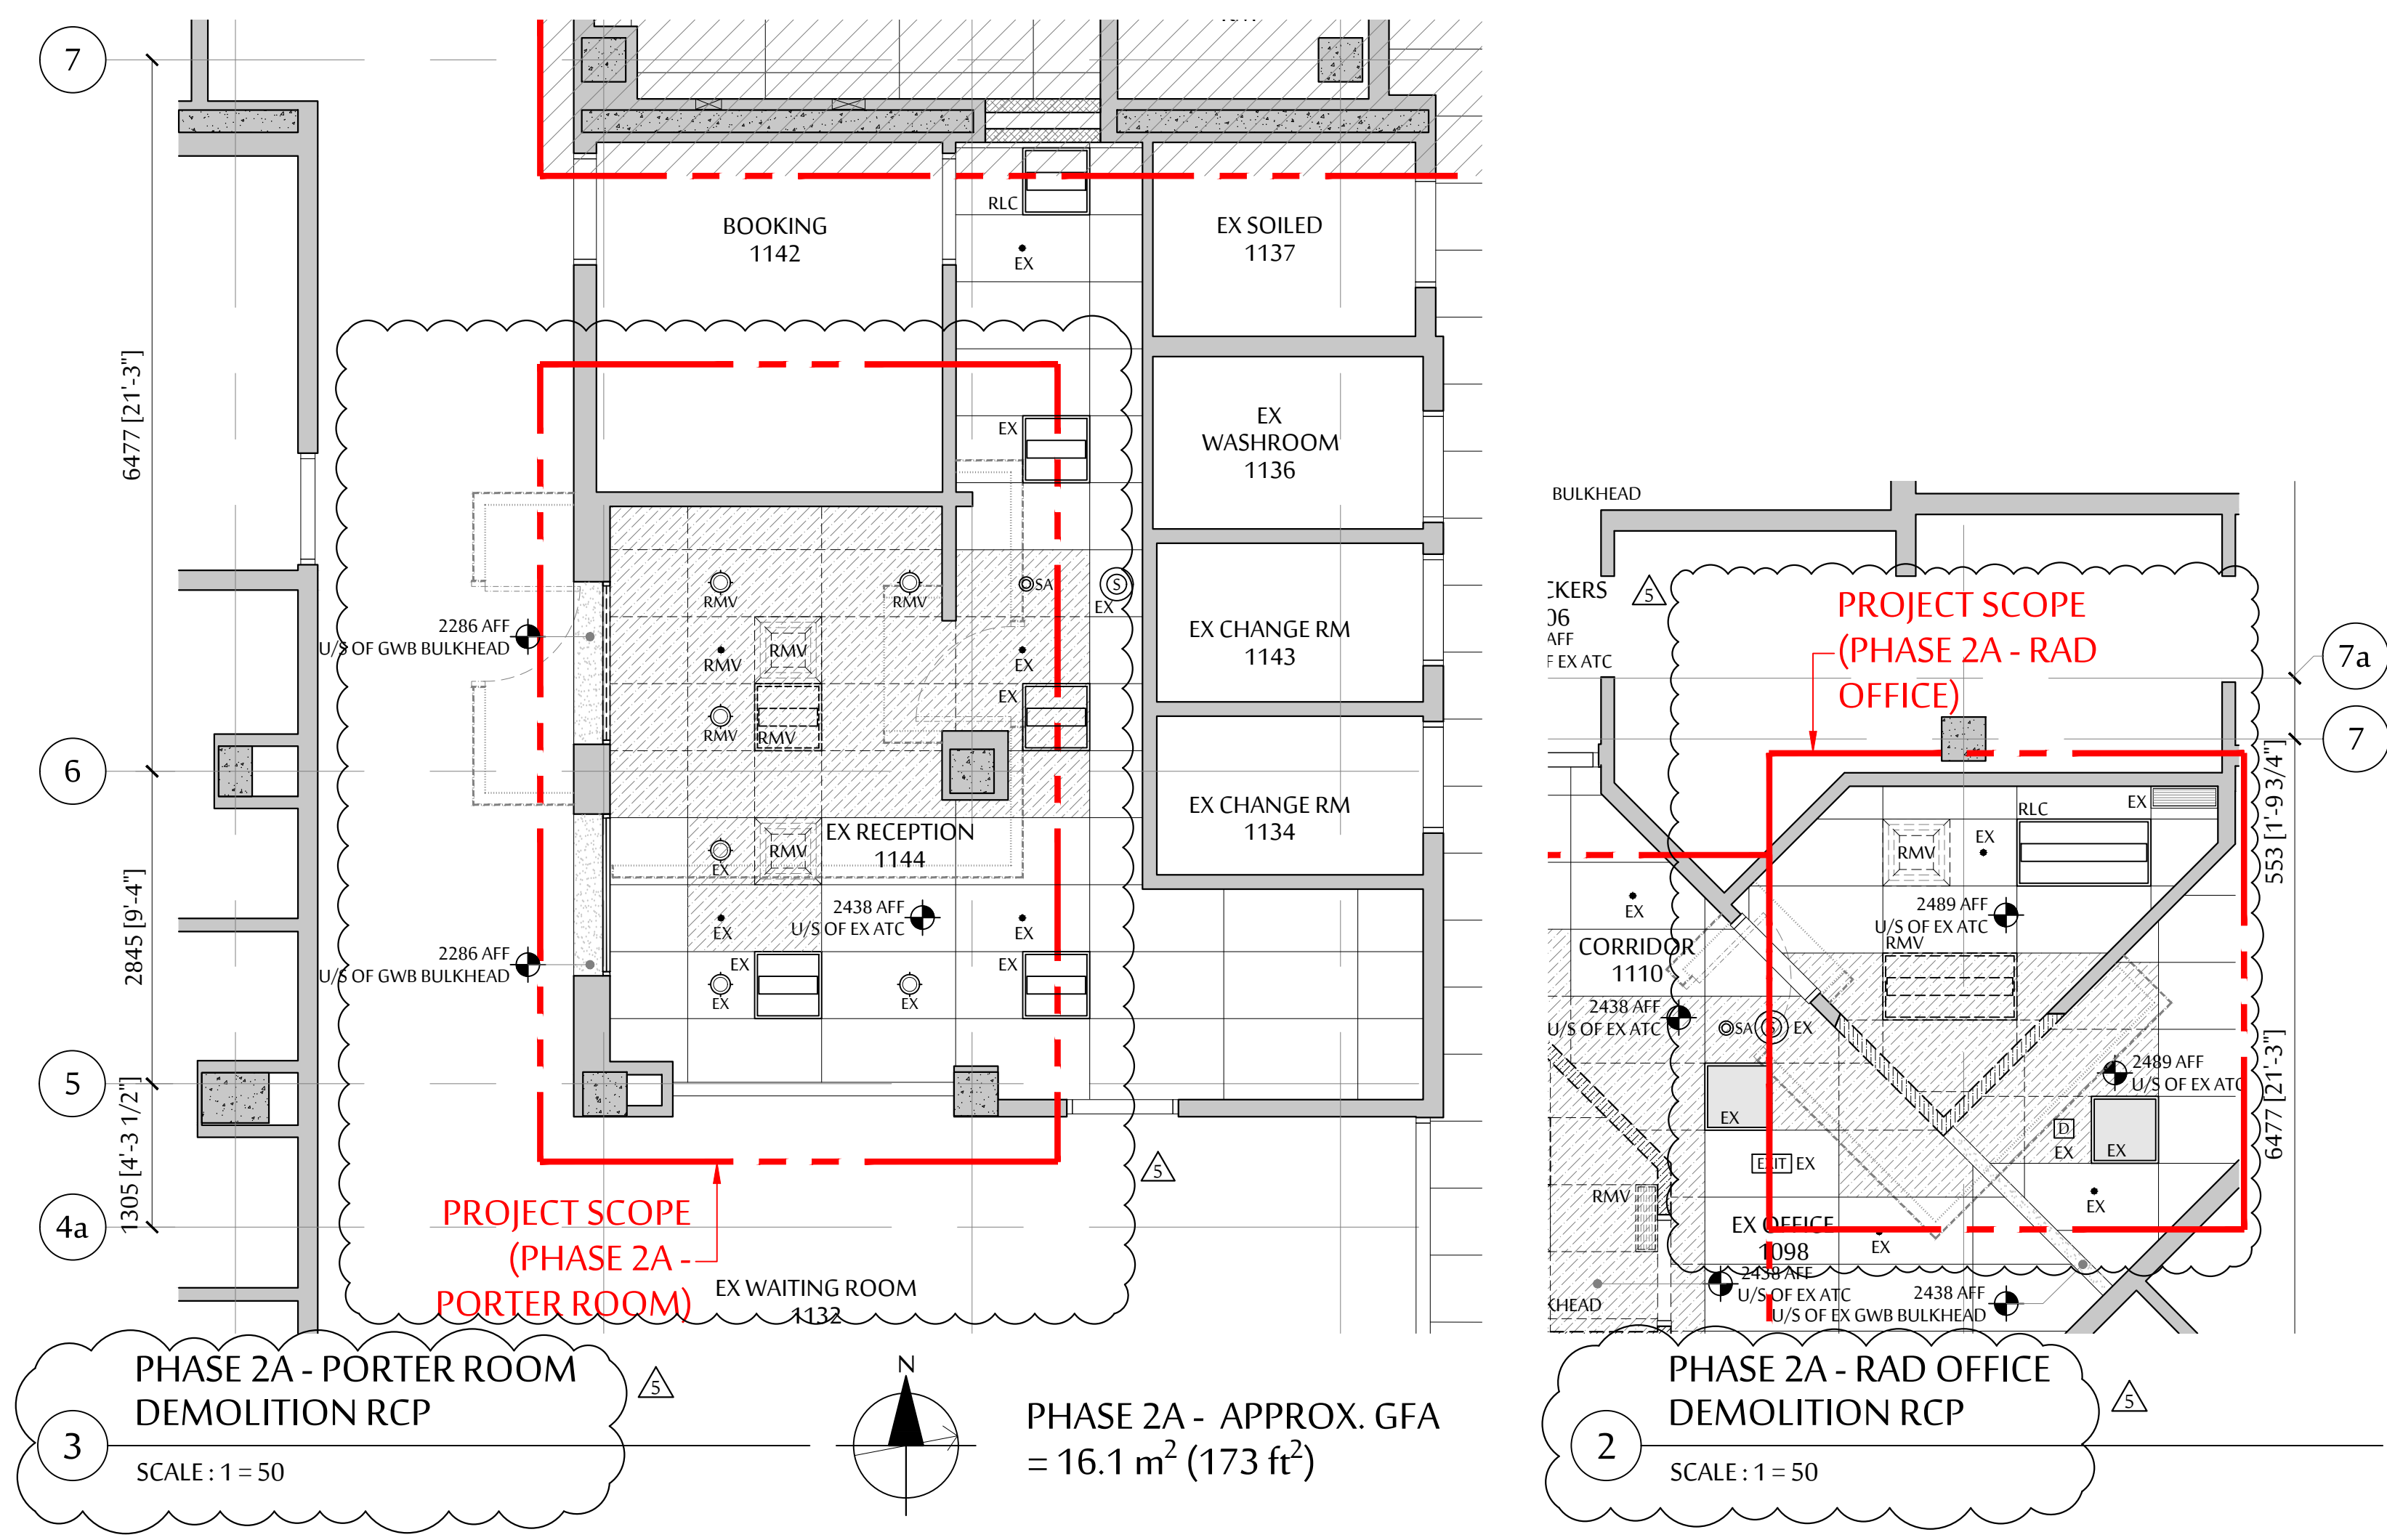 7
6477 [21'-3"]
6
2845 [9'-4"]
5
1305 [4'-3 1/2"]
4a
BOOKING
1142
RLC
EX
EX SOILED
1137
EX
EX
WASHROOM
1136
RMV
RMV
SA
S
EX
2286 AFF
U/S OF GWB BULKHEAD
RMV
RMV
EX
EX CHANGE RM
1143
EX
RMV
RMV
EX RECEPTION
1144
RMV
EX
EX CHANGE RM
1134
2438 AFF
U/S OF EX ATC
EX
EX
2286 AFF
U/S OF GWB BULKHEAD
EX
EX
EX
EX
5
PROJECT SCOPE
(PHASE 2A -
PORTER ROOM)
EX WAITING ROOM
1132
PHASE 2A - PORTER ROOM
DEMOLITION RCP
5
3
SCALE : 1 = 50
N
PHASE 2A - APPROX. GFA
= 16.1 m2 (173 ft2)
BULKHEAD
CKERS
06
AFF
F EX ATC
5
PROJECT SCOPE
(PHASE 2A - RAD
OFFICE)
7a
7
553 [1'-9 3/4"]
6477 [21'-3"]
RLC
EX
RMV
EX
EX
2489 AFF
U/S OF EX ATC
RMV
CORRIDOR
1110
2438 AFF
U/S OF EX ATC
SA
S
EX
2489 AFF
U/S OF EX ATC
EX
D
EX
EX
EXIT
EX
RMV
EX
EX OFFICE
1098
EX
2438 AFF
U/S OF EX ATC
2438 AFF
U/S OF EX GWB BULKHEAD
KHEAD
PHASE 2A - RAD OFFICE
DEMOLITION RCP
5
2
SCALE : 1 = 50